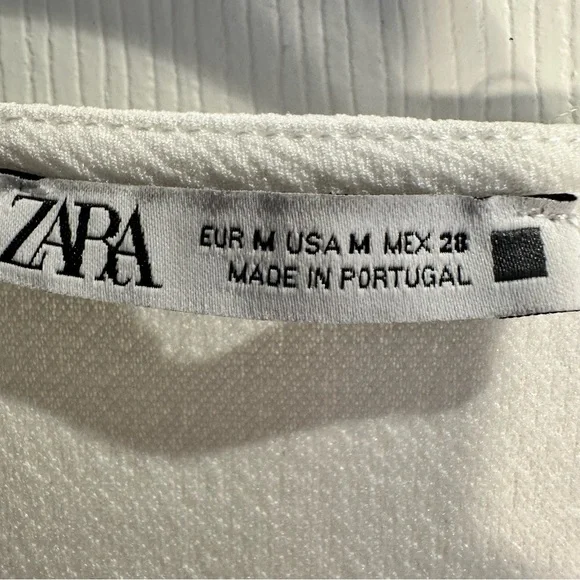 ZARA
EUR M USA M MEX 28
MADE IN PORTUGAL